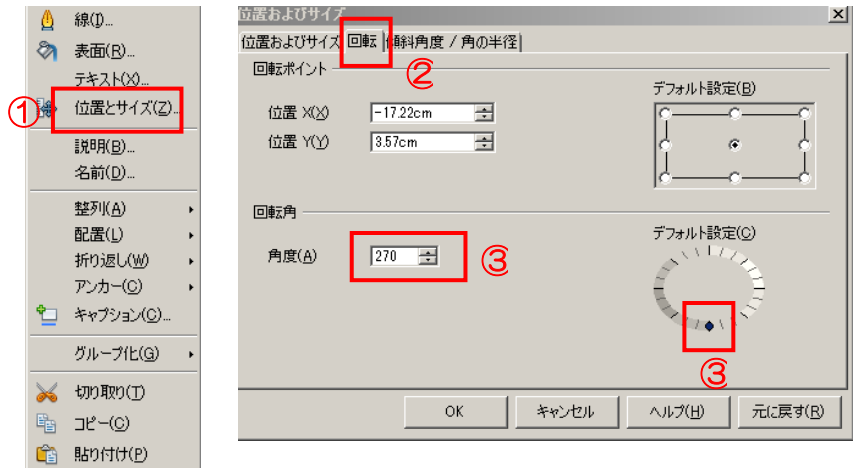 線(I)...
表面(R)...
テキスト(X)...
①
位置とサイズ(Z)...
説明(B)...
名前(D)...
整列(A)
配置(L)
折り返し(W)
アンカー(C)
キャプション(C)...
グループ化(G)
切り取り(T)
コピー(C)
貼り付け(P)
位置およびサイズ
位置およびサイズ 回転 傾斜角度 / 角の半径
②
回転ポイント
位置 X(X) -17.22cm
位置 Y(Y) 3.57cm
デフォルト設定(B)
回転角
角度(A) 270
③
デフォルト設定(C)
③
OK キャンセル ヘルプ(H) 元に戻す(R)